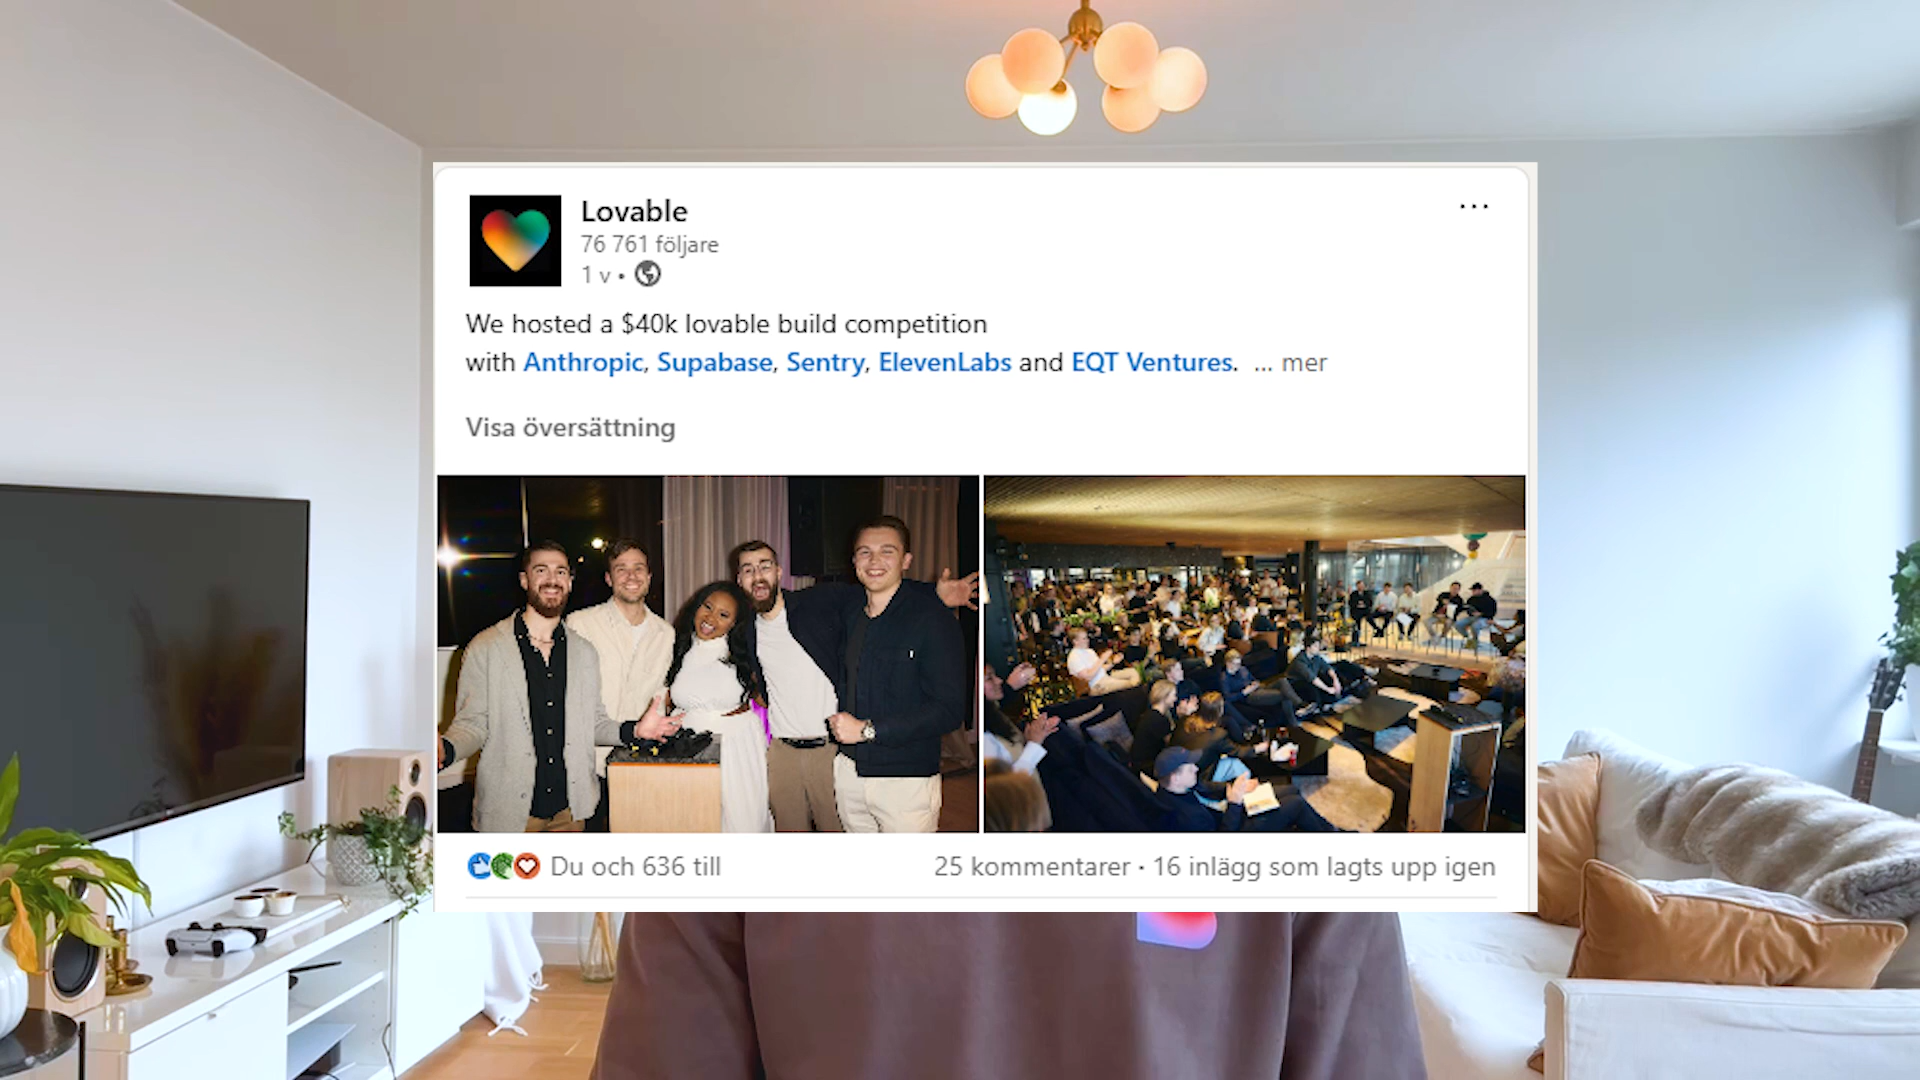 Lovable
76 761 följare
1 v •
We hosted a $40k lovable build competition
with Anthropic, Supabase, Sentry, ElevenLabs and EQT Ventures. ... mer
Visa översättning
Du och 636 till
25 kommentarer • 16 inlägg som lagts upp igen